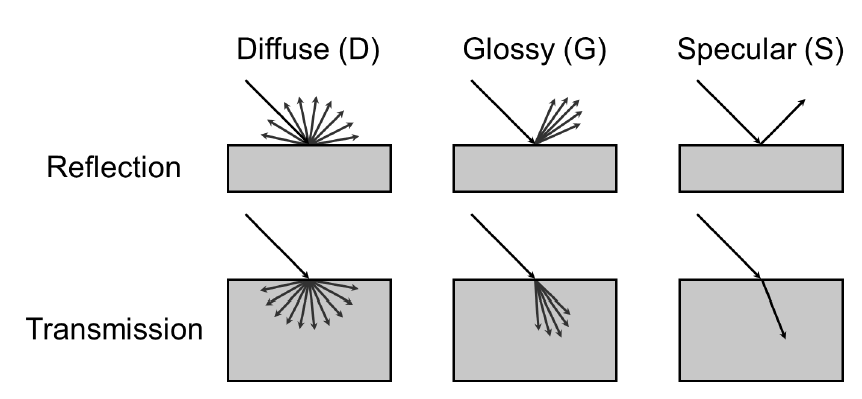 Diffuse (D) Glossy (G) Specular (S)
Reflection
Transmission